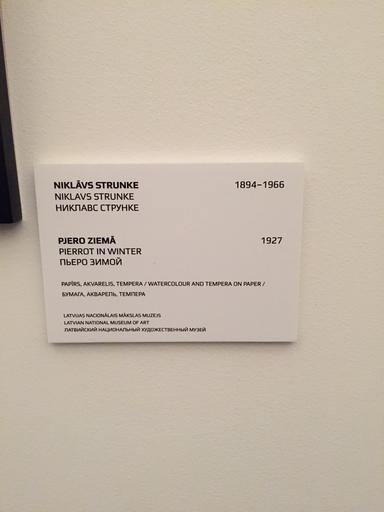 NIKLĀVS STRUNKE 1894–1966
NIKLAVS STRUNKE
НИКЛАВС СТРУНКЕ
PJERO ZIEMĀ 1927
PIERROT IN WINTER
ПЬЕРО ЗИМОЙ
PAPĪRS, AKVARELIS, TEMPERA / WATERCOLOUR AND TEMPERA ON PAPER /
БУМАГА, АКВАРЕЛЬ, ТЕМПЕРА
LATVIJAS NACIONĀLAIS MĀKSLAS MUZEJS
LATVIAN NATIONAL MUSEUM OF ART
ЛАТВИЙСКИЙ НАЦИОНАЛЬНЫЙ ХУДОЖЕСТВЕННЫЙ МУЗЕЙ